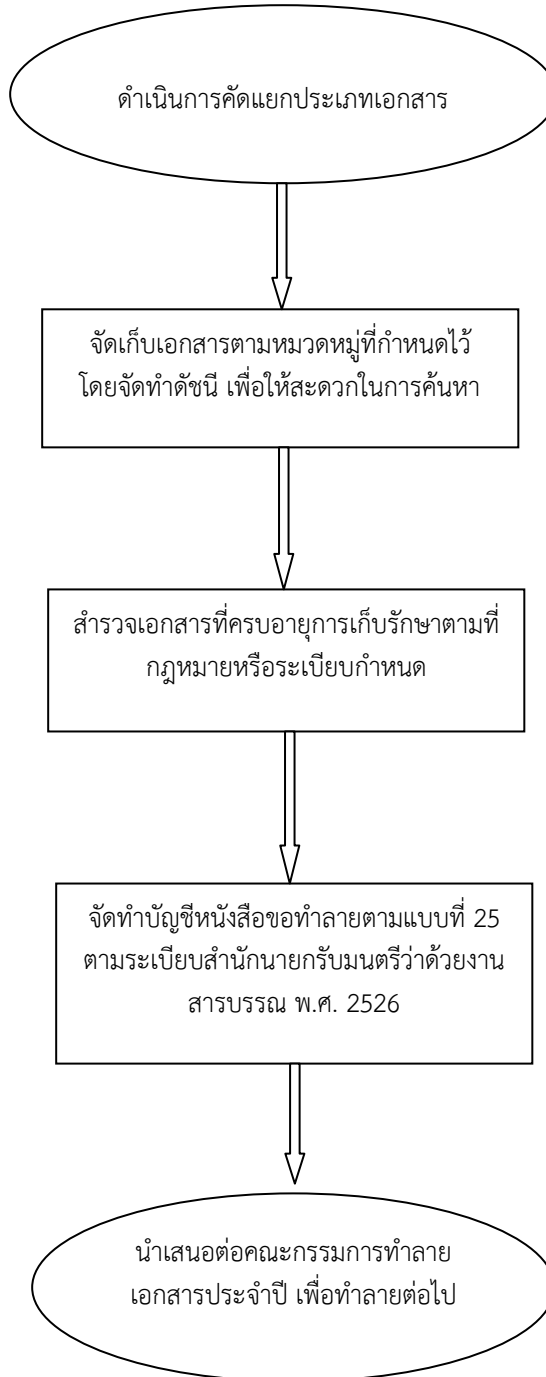 ดำเนินการคัดแยกประเภทเอกสาร
จัดเก็บเอกสารตามหมวดหมู่ที่กำหนดไว้
โดยจัดทำดัชนี เพื่อให้สะดวกในการค้นหา
สำรวจเอกสารที่ครบอายุการเก็บรักษาตามที่
กฎหมายหรือระเบียบกำหนด
จัดทำบัญชีหนังสือขอทำลายตามแบบที่ 25
ตามระเบียบสำนักนายกรับมนตรีว่าด้วยงาน
สารบรรณ พ.ศ. 2526
นำเสนอต่อคณะกรรมการทำลาย
เอกสารประจำปี เพื่อทำลายต่อไป